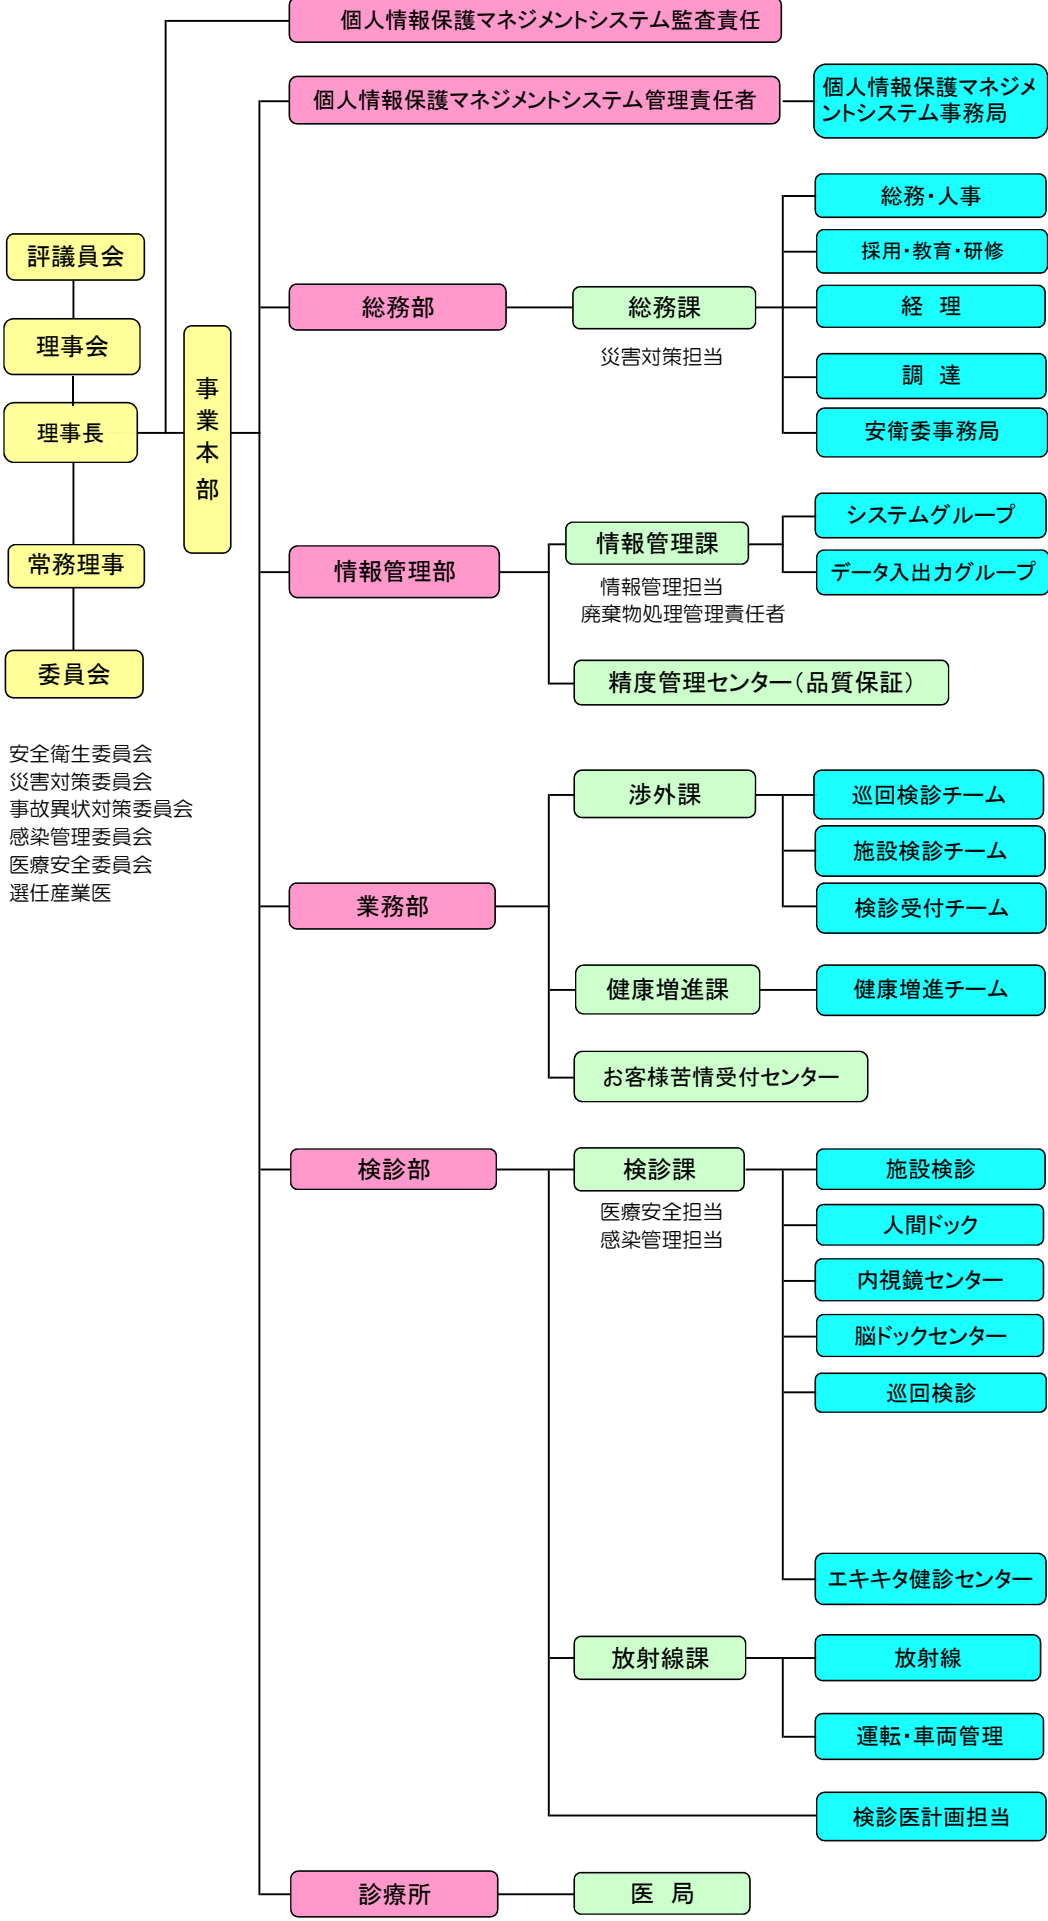 個人情報保護マネジメントシステム監査責任
個人情報保護マネジメントシステム管理責任者
個人情報保護マネジメ
ントシステム事務局
評議員会
理事会
理事長
常務理事
委員会
安全衛生委員会
災害対策委員会
事故異状対策委員会
感染管理委員会
医療安全委員会
選任産業医
事業本部
総務部
総務課
災害対策担当
総務・人事
採用・教育・研修
経 理
調 達
安衛委事務局
情報管理部
情報管理課
情報管理担当
廃棄物処理管理責任者
システムグループ
データ入出力グループ
精度管理センター(品質保証)
業務部
渉外課
巡回検診チーム
施設検診チーム
検診受付チーム
健康増進課
健康増進チーム
お客様苦情受付センター
検診部
検診課
医療安全担当
感染管理担当
施設検診
人間ドック
内視鏡センター
脳ドックセンター
巡回検診
エキキタ健診センター
放射線課
放射線
運転・車両管理
検診医計画担当
診療所
医 局